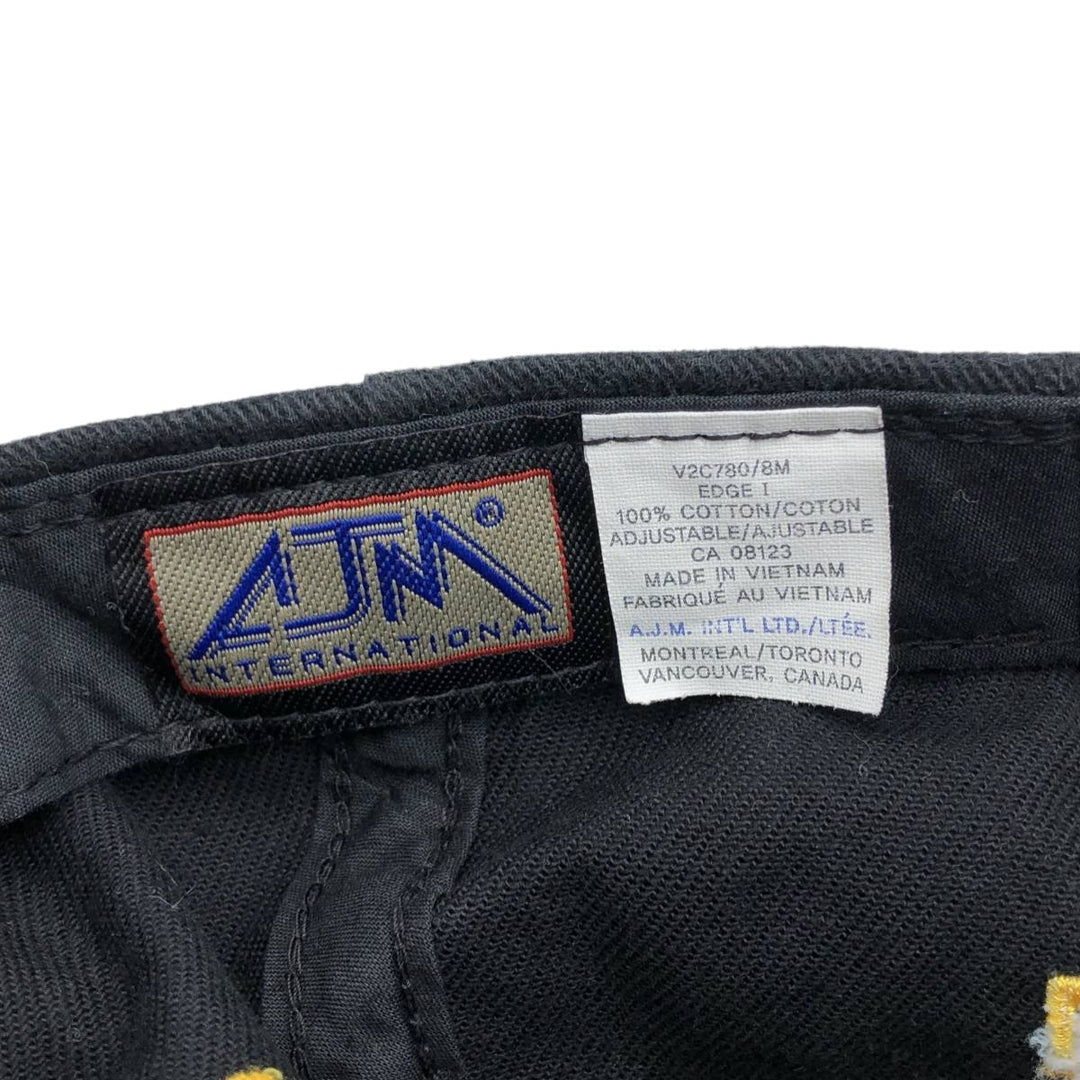 AJM®
INTERNATIONAL
V2C780/8M
EDGE I
100% COTTON/COTON
ADJUSTABLE/AJUSTABLE
CA 08123
MADE IN VIETNAM
FABRIQUÉ AU VIETNAM
A.J.M. INT'L LTD./LTÉE.
MONTREAL/TORONTO
VANCOUVER, CANADA